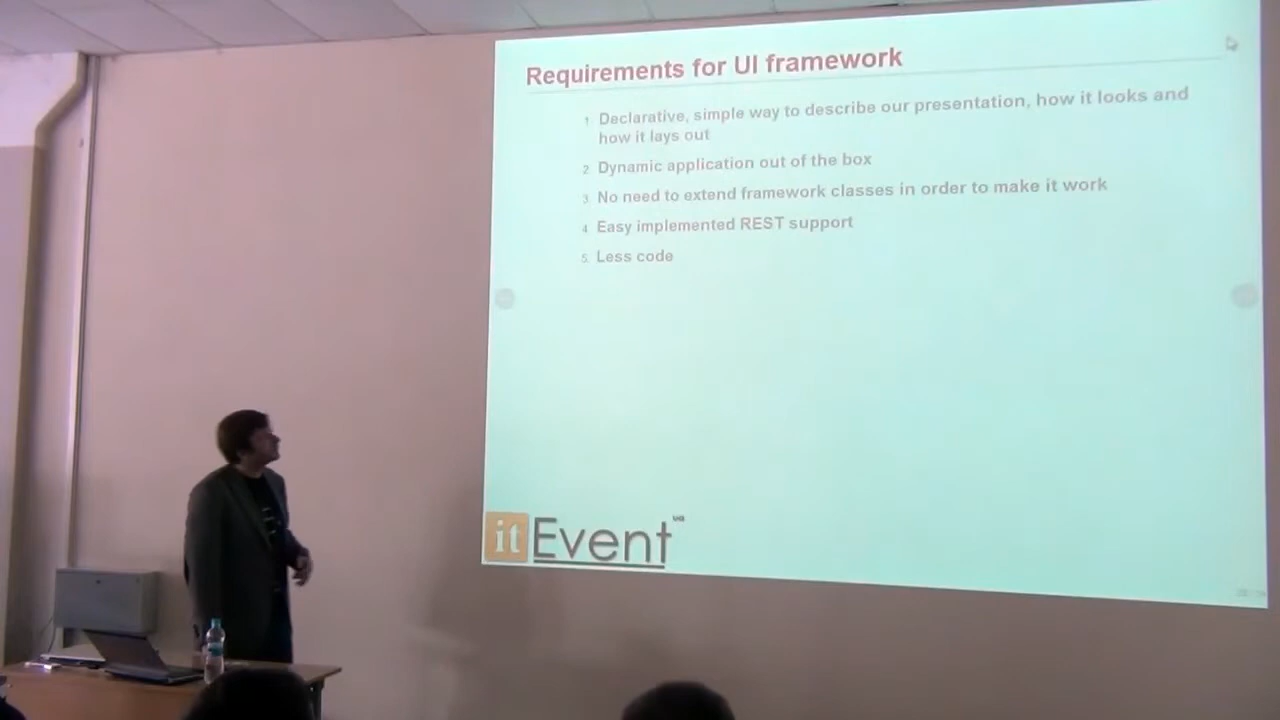 Requirements for UI framework
1 Declarative, simple way to describe our presentation, how it looks and
how it lays out
2 Dynamic application out of the box
3 No need to extend framework classes in order to make it work
4 Easy implemented REST support
5. Less code
itEvent